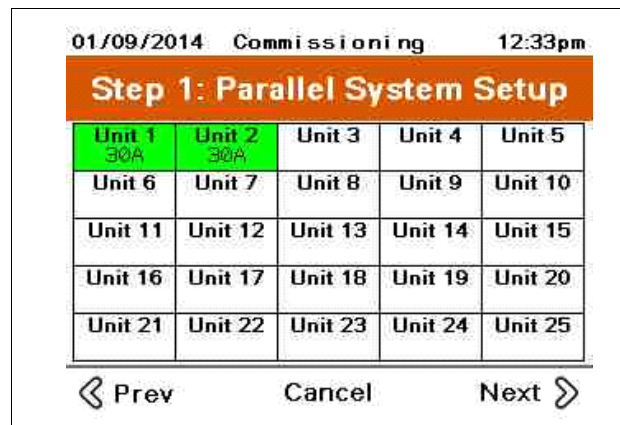 01/09/2014 Commissioning 12:33pm
Step 1: Parallel System Setup
Unit 1 Unit 2 Unit 3 Unit 4 Unit 5
30A 30A
Unit 6 Unit 7 Unit 8 Unit 9 Unit 10
Unit 11 Unit 12 Unit 13 Unit 14 Unit 15
Unit 16 Unit 17 Unit 18 Unit 19 Unit 20
Unit 21 Unit 22 Unit 23 Unit 24 Unit 25
Prev Cancel Next